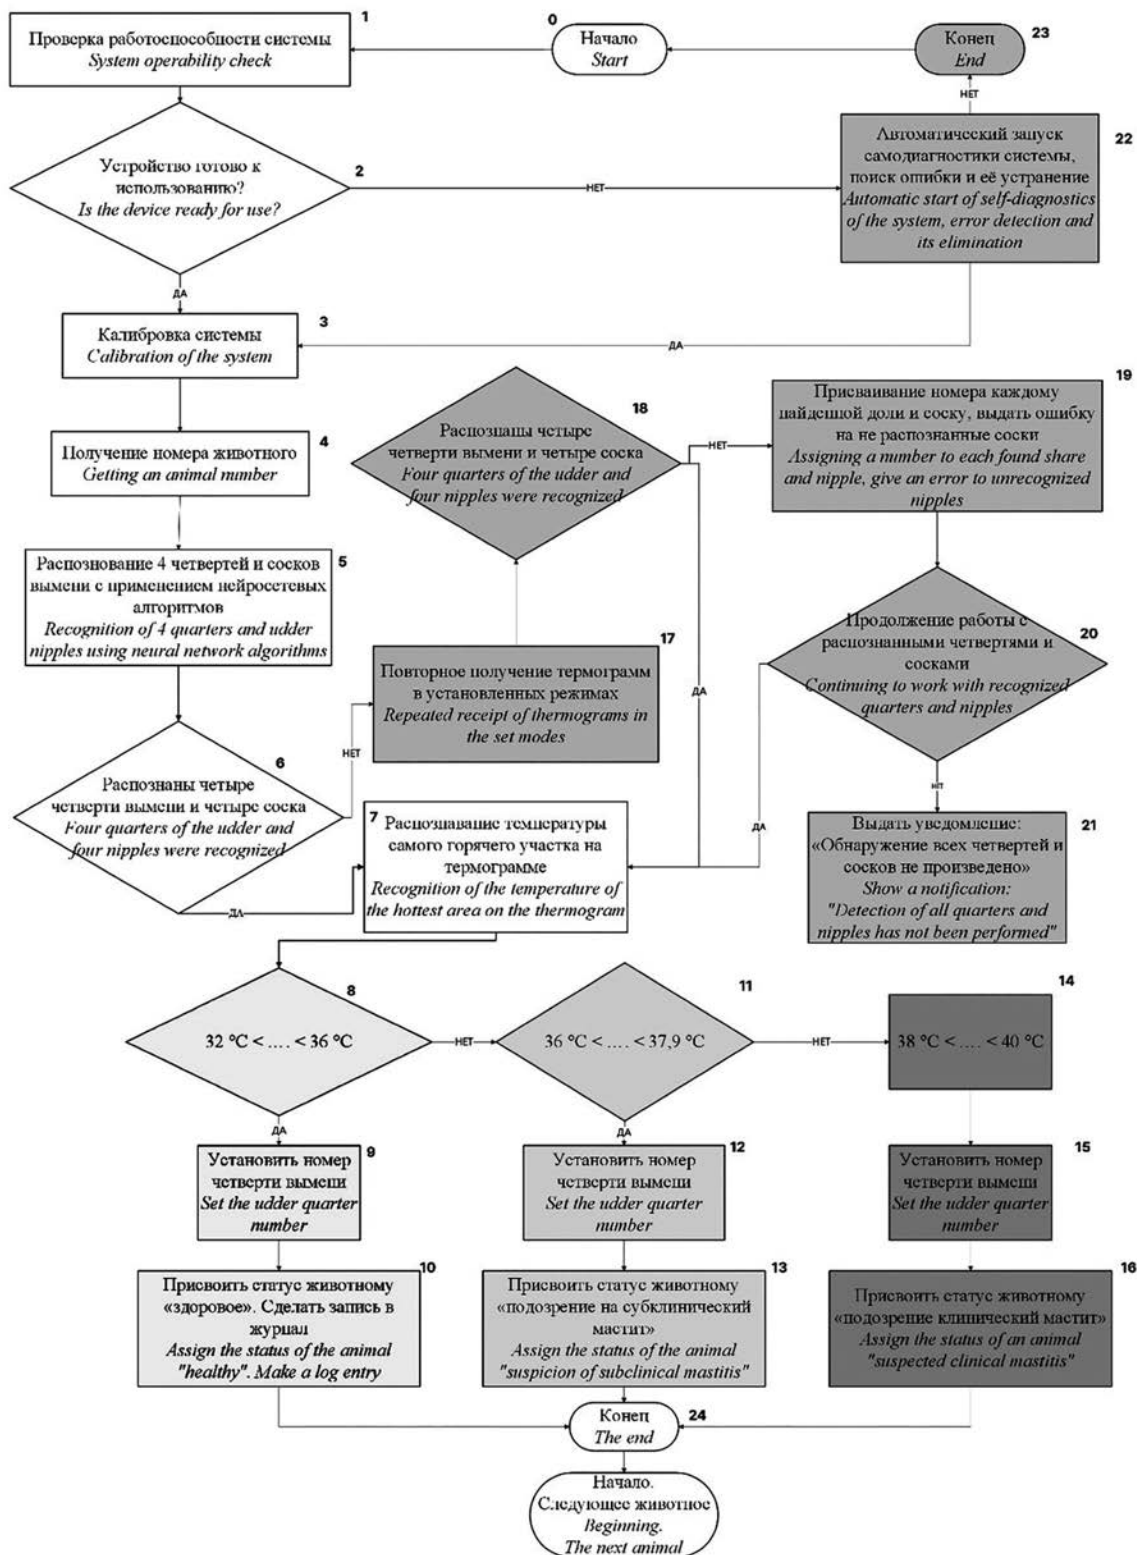 0
Начало
Start
1
Проверка работоспособности системы
System operability check
23
Конец
End
НЕТ
2
Устройство готово к
использованию?
Is the device ready for use?
НЕТ
22
Автоматический запуск
самодиагностики системы,
поиск ошибки и её устранение
Automatic start of self-diagnostics
of the system, error detection and
its elimination
ДА
3
Калибровка системы
Calibration of the system
ДА
4
Получение номера животного
Getting an animal number
5
Распознование 4 четвертей и сосков
вымени с применением нейросетевых
алгоритмов
Recognition of 4 quarters and udder
nipples using neural network algorithms
6
Распознаны четыре
четверти вымени и четыре соска
Four quarters of the udder and
four nipples were recognized
НЕТ
ДА
17
Повторное получение термограмм
в установленных режимах
Repeated receipt of thermograms in
the set modes
18
Распознаны четыре
четверти вымени и четыре соска
Four quarters of the udder and
four nipples were recognized
НЕТ
ДА
19
Присваивание номера каждому
найденной доли и соску, выдать ошибку
на не распознанные соски
Assigning a number to each found share
and nipple, give an error to unrecognized
nipples
20
Продолжение работы с
распознанными четвертями и
сосками
Continuing to work with recognized
quarters and nipples
ДА
НЕТ
21
Выдать уведомление:
«Обнаружение всех четвертей и
сосков не произведено»
Show a notification:
"Detection of all quarters and
nipples has not been performed"
7
Распознавание температуры
самого горячего участка на
термограмме
Recognition of the temperature of
the hottest area on the thermogram
8
32 °C < .... < 36 °C
НЕТ
11
36 °C < .... < 37,9 °C
НЕТ
14
38 °C < .... < 40 °C
ДА
ДА
9
Установить номер
четверти вымени
Set the udder quarter
number
12
Установить номер
четверти вымени
Set the udder quarter
number
15
Установить номер
четверти вымени
Set the udder quarter
number
10
Присвоить статус животному
«здоровое». Сделать запись в
журнал
Assign the status of the animal
"healthy". Make a log entry
13
Присвоить статус животному
«подозрение на субклинический
мастит»
Assign the status of the animal
"suspicion of subclinical mastitis"
16
Присвоить статус животному
«подозрение клинический мастит»
Assign the status of an animal
"suspected clinical mastitis"
24
Конец
The end
Начало.
Следующее животное
Beginning.
The next animal